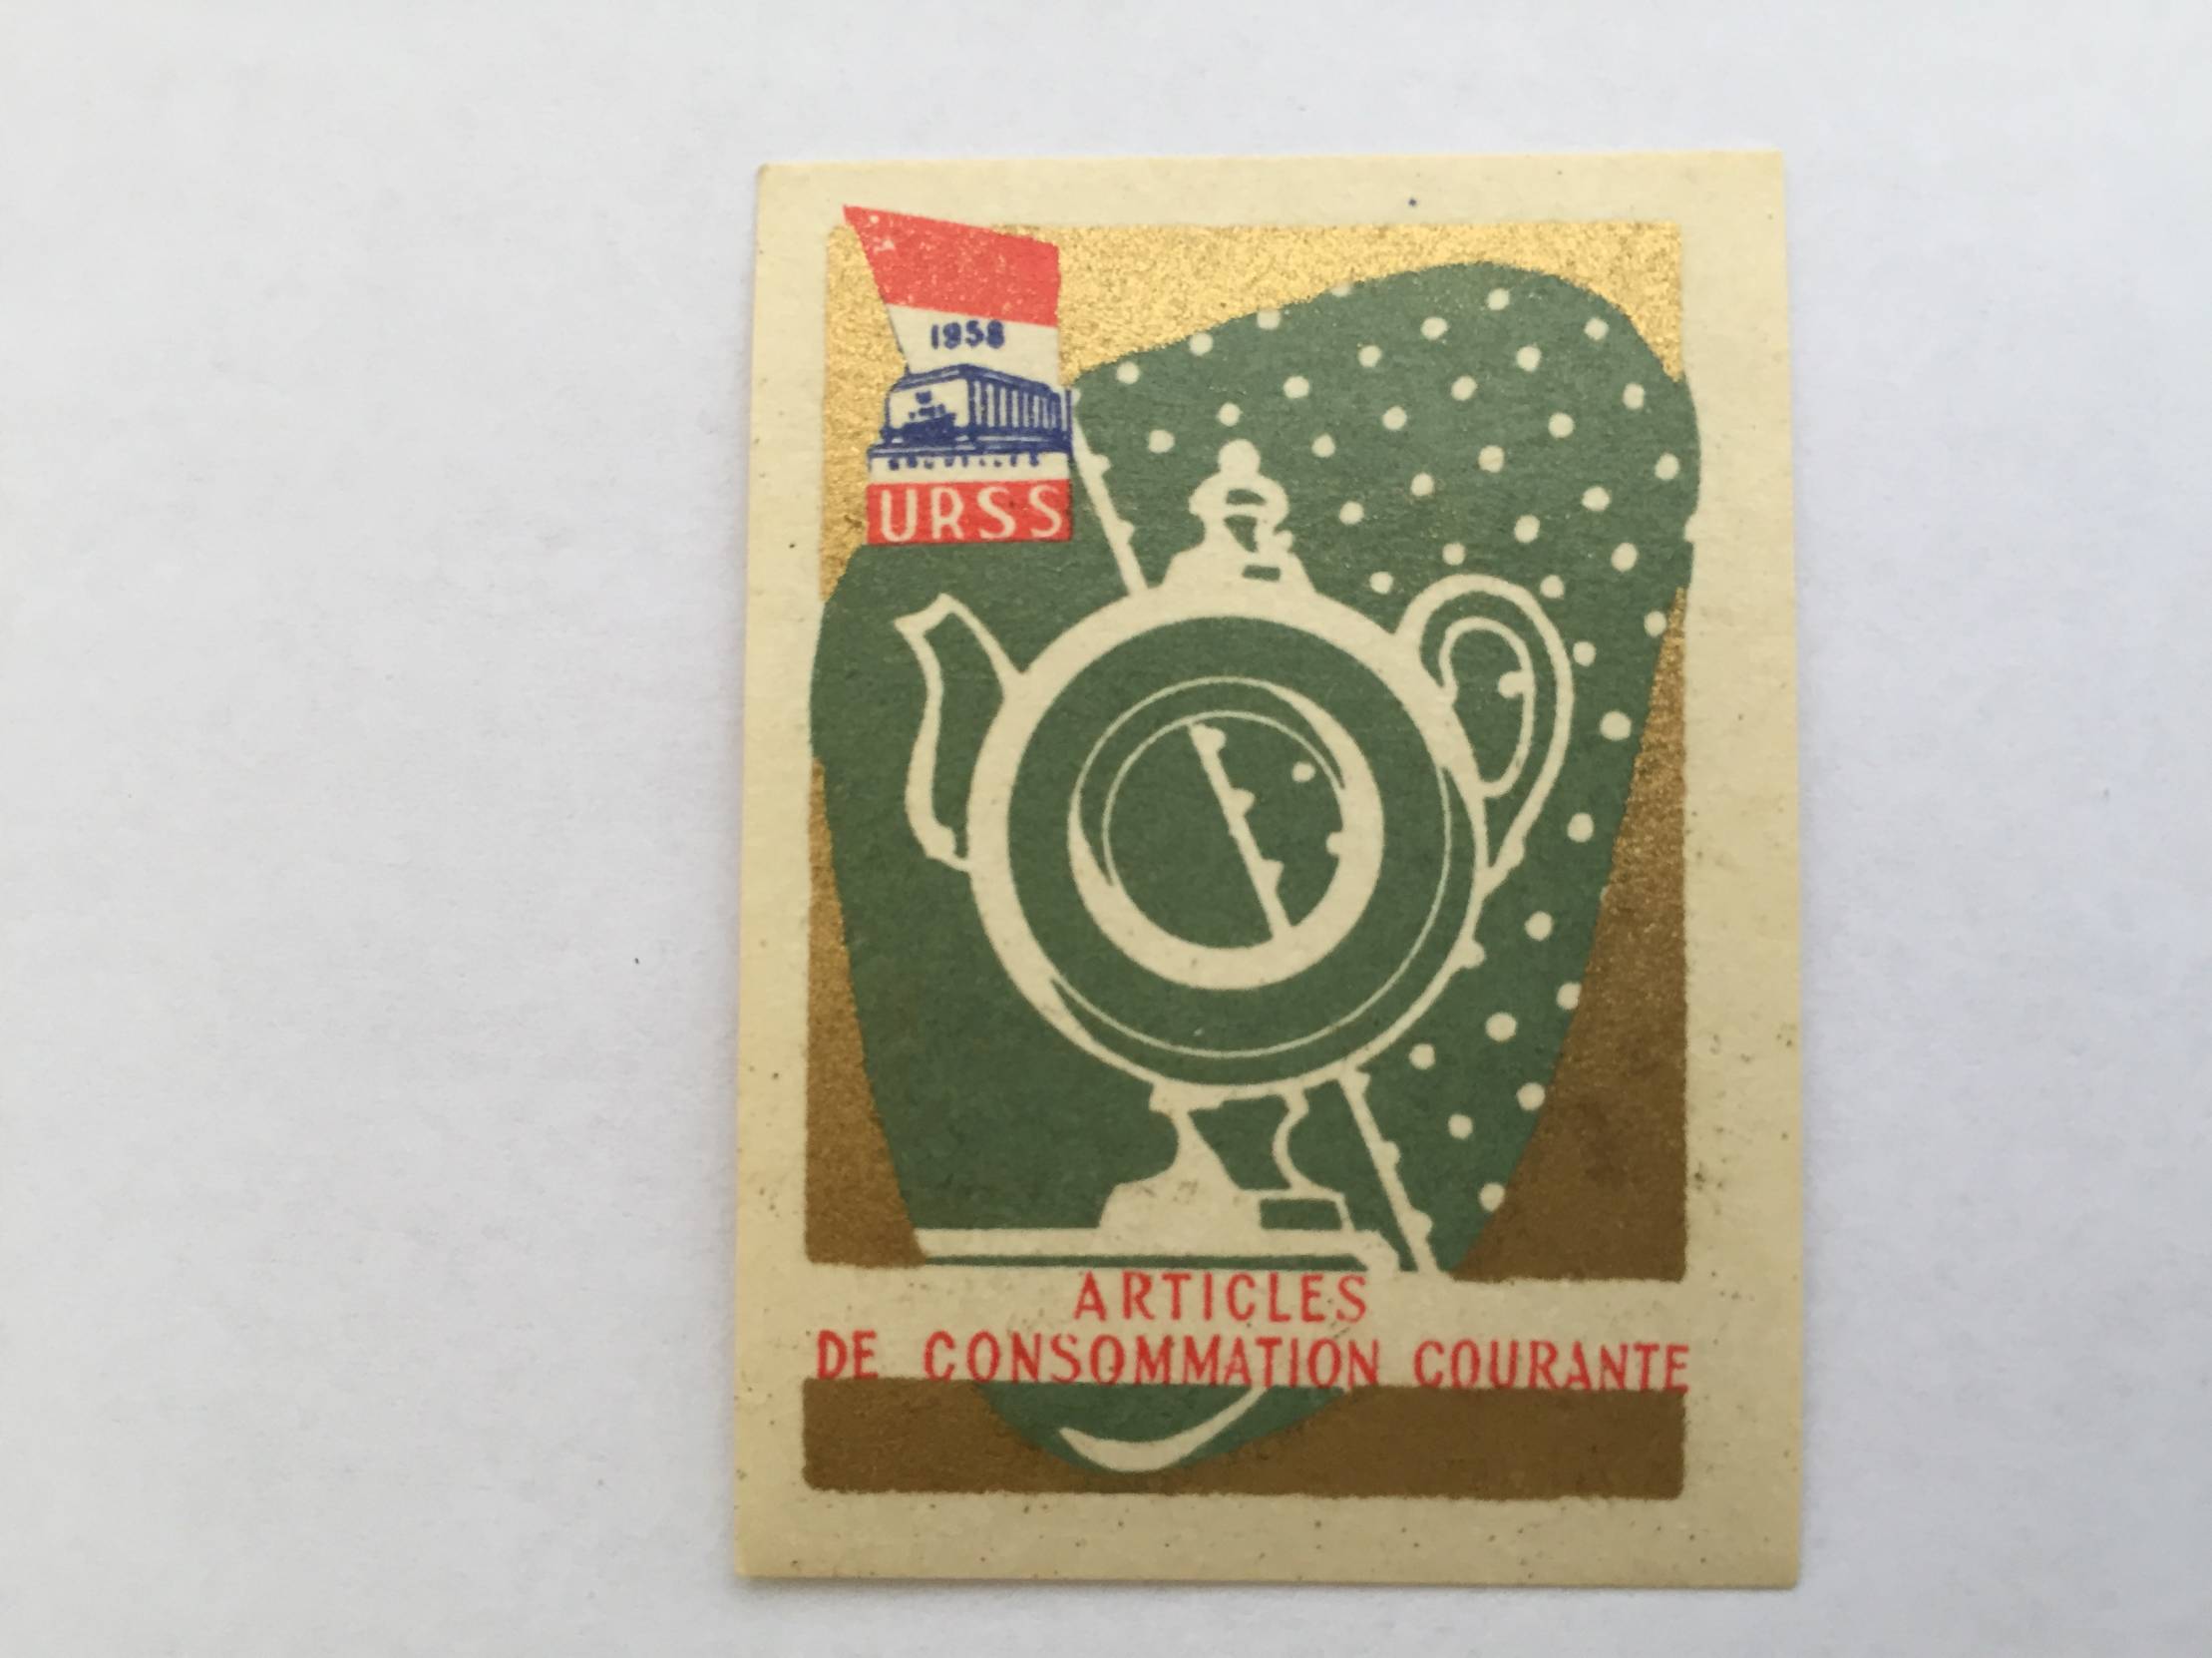 1958
URSS
ARTICLES
DE CONSOMMATION COURANTE